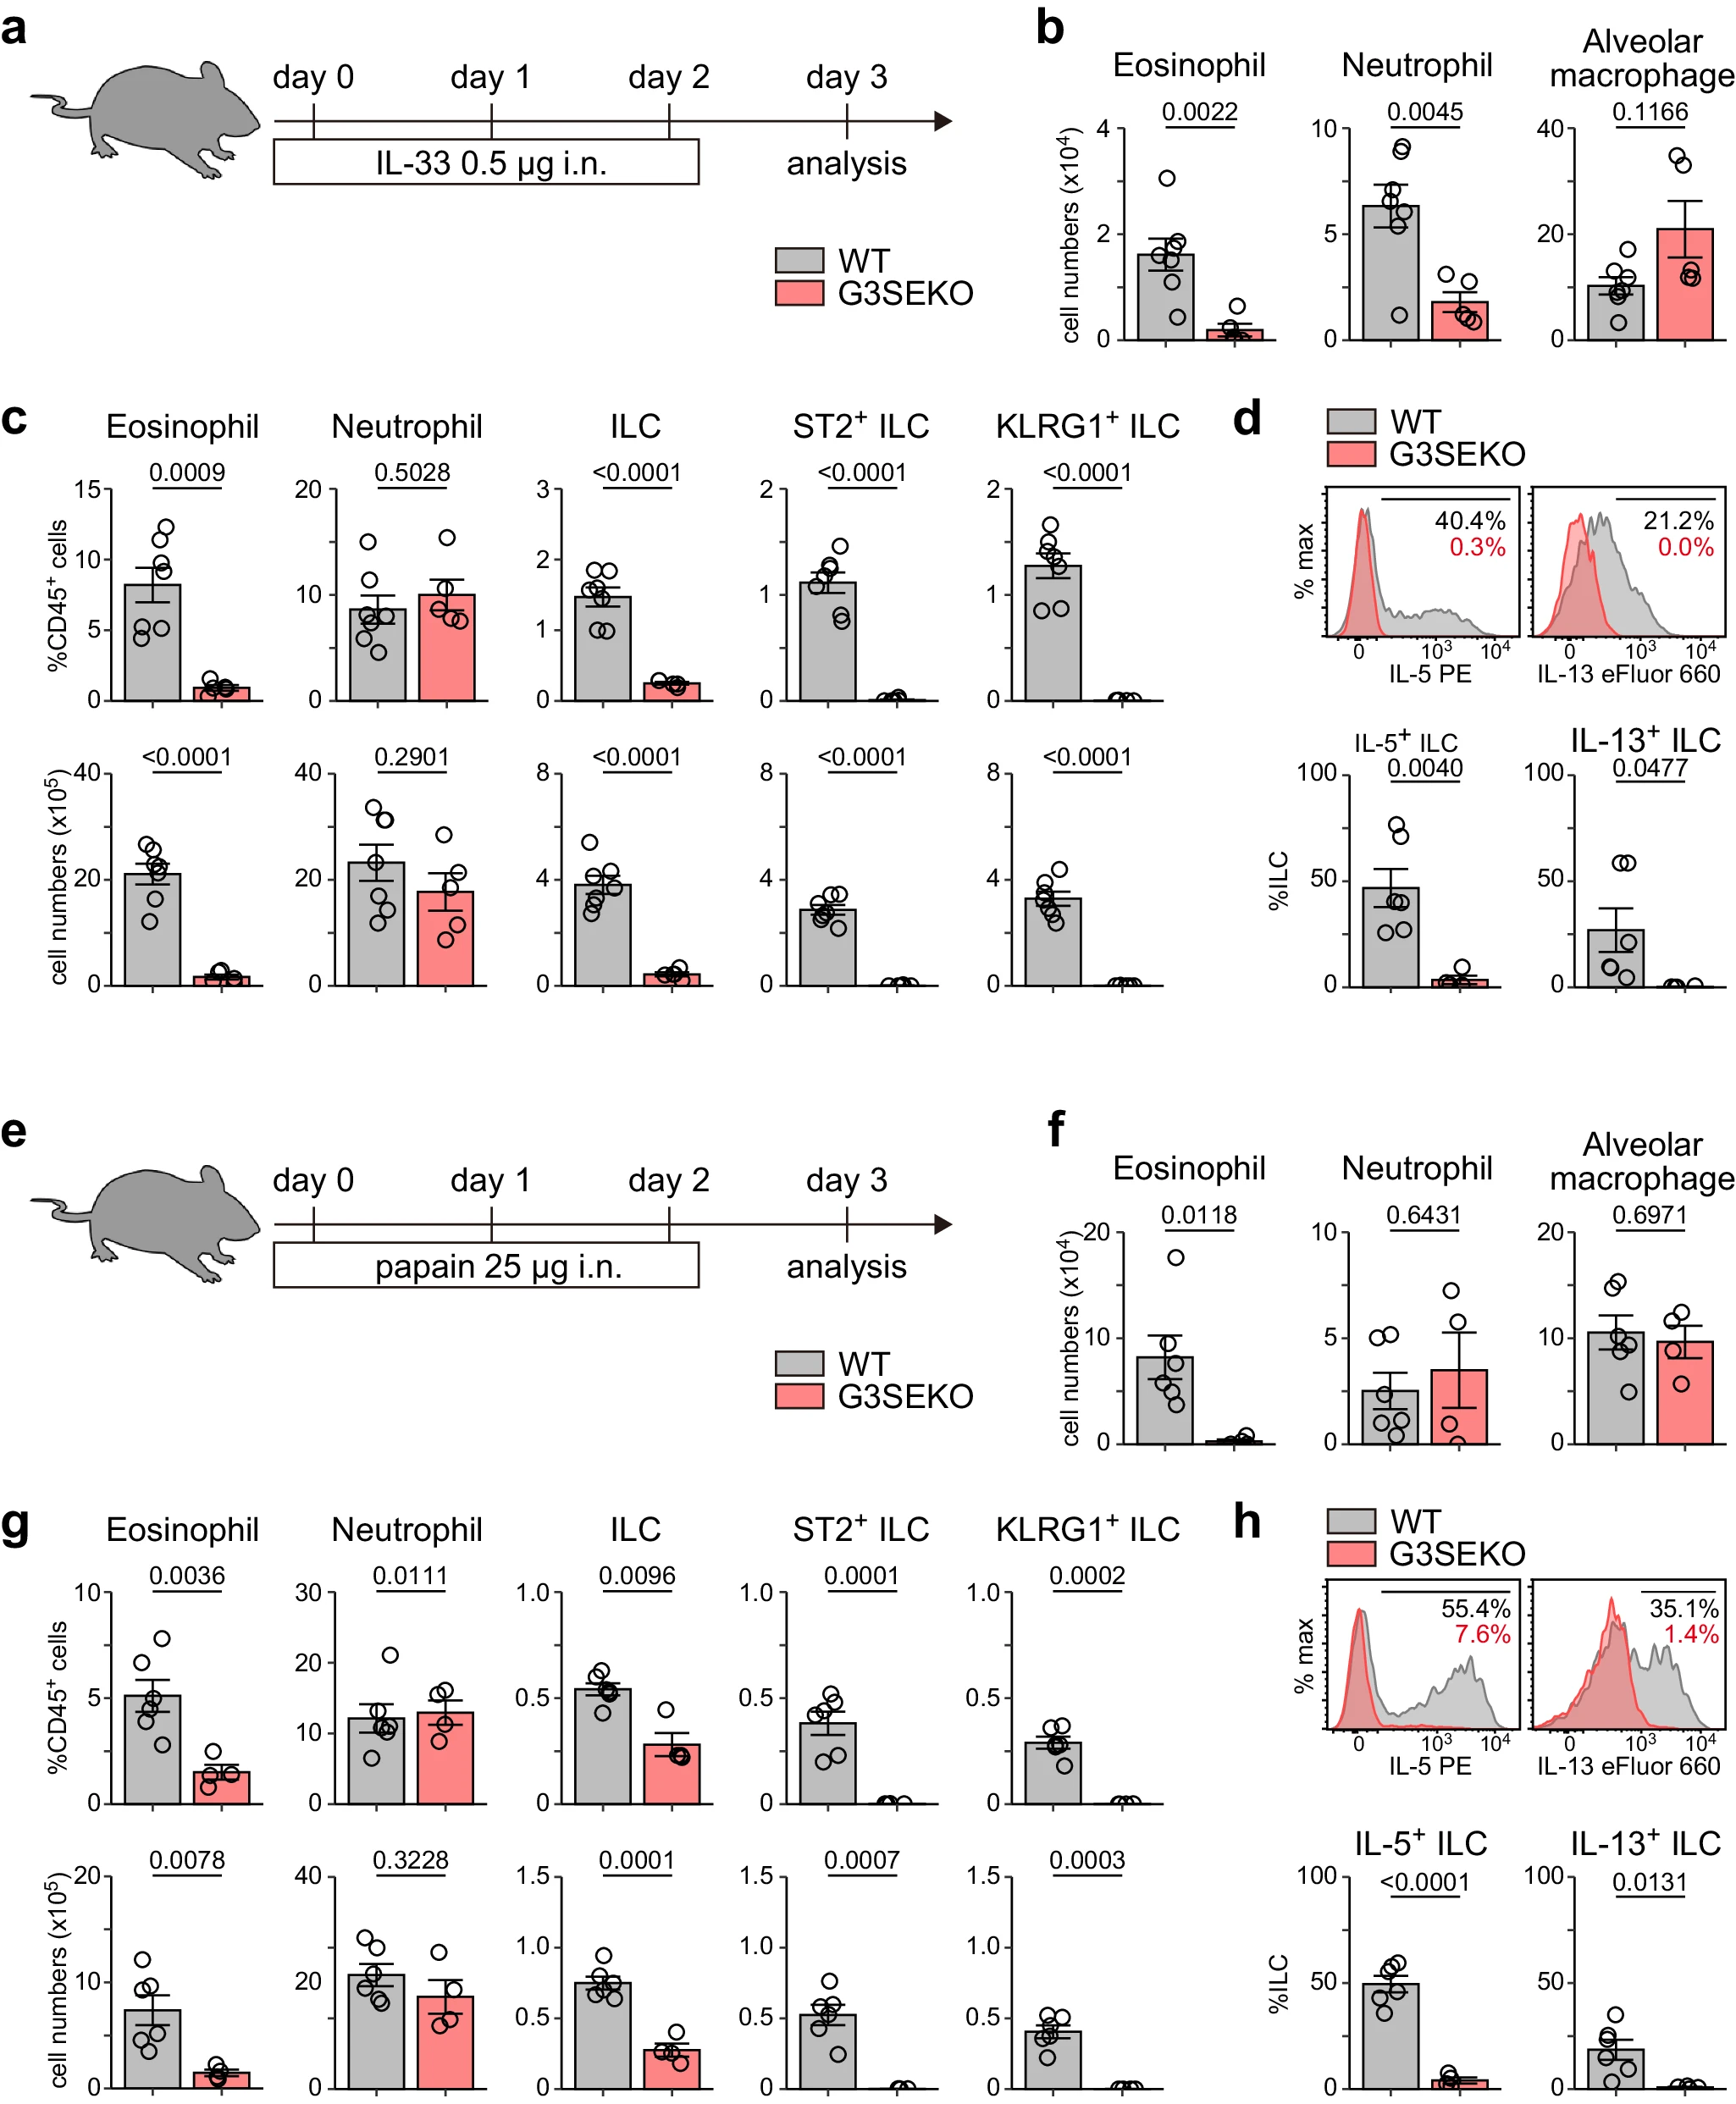 a
day 0 day 1 day 2 day 3
IL-33 0.5 µg i.n. analysis
WT
G3SEKO
b
Eosinophil Neutrophil Alveolar macrophage
0.0022 0.0045 0.1166
cell numbers (x10⁴)
4 2 0
10 5 0
40 20 0
c
Eosinophil Neutrophil ILC ST2⁺ ILC KLRG1⁺ ILC
0.0009 0.5028 <0.0001 <0.0001 <0.0001
%CD45⁺ cells
15 10 5 0
20 10 0
3 2 1 0
2 1 0
2 1 0
<0.0001 0.2901 <0.0001 <0.0001 <0.0001
cell numbers (x10⁵)
40 20 0
40 20 0
8 4 0
8 4 0
8 4 0
d
WT
G3SEKO
% max
40.4% 21.2%
0.3% 0.0%
0 10³ 10⁴ 0 10³ 10⁴
IL-5 PE IL-13 eFluor 660
IL-5⁺ ILC IL-13⁺ ILC
0.0040 0.0477
%ILC
100 50 0
100 50 0
e
day 0 day 1 day 2 day 3
papain 25 µg i.n. analysis
WT
G3SEKO
f
Eosinophil Neutrophil Alveolar macrophage
0.0118 0.6431 0.6971
cell numbers (x10⁴)
20 10 0
10 5 0
20 10 0
g
Eosinophil Neutrophil ILC ST2⁺ ILC KLRG1⁺ ILC
0.0036 0.0111 0.0096 0.0001 0.0002
%CD45⁺ cells
10 5 0
30 20 10 0
1.0 0.5 0
1.0 0.5 0
1.0 0.5 0
0.0078 0.3228 0.0001 0.0007 0.0003
cell numbers (x10⁵)
20 10 0
40 20 0
1.5 1.0 0.5 0
1.5 1.0 0.5 0
1.5 1.0 0.5 0
h
WT
G3SEKO
% max
55.4% 35.1%
7.6% 1.4%
0 10³ 10⁴ 0 10³ 10⁴
IL-5 PE IL-13 eFluor 660
IL-5⁺ ILC IL-13⁺ ILC
<0.0001 0.0131
%ILC
100 50 0
100 50 0